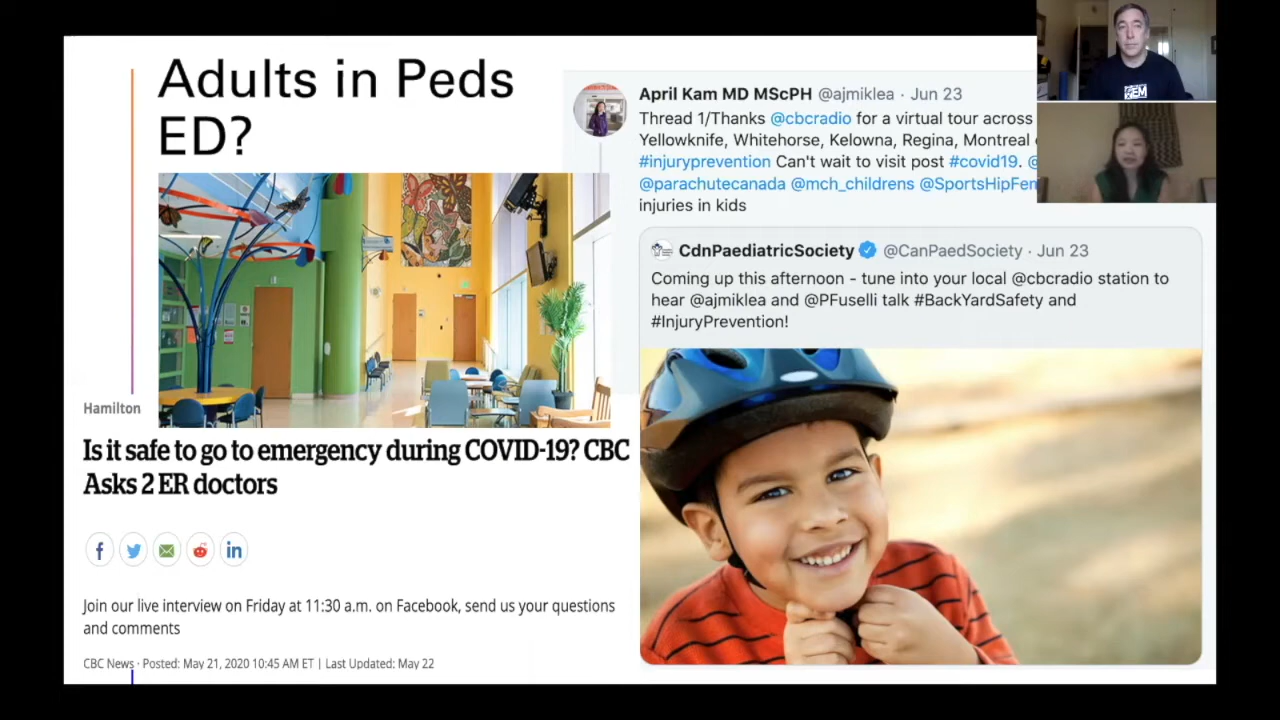 Adults in Peds
ED?
April Kam MD MScPH @ajmiklea · Jun 23
Thread 1/Thanks @cbcradio for a virtual tour across
Yellowknife, Whitehorse, Kelowna, Regina, Montreal
#injuryprevention Can't wait to visit post #covid19. @
@parachutecanada @mch_childrens @SportsHipFem
injuries in kids
CdnPaediatricSociety @CanPaedSociety · Jun 23
Coming up this afternoon - tune into your local @cbcradio station to
hear @ajmiklea and @PFuselli talk #BackYardSafety and
#InjuryPrevention!
Hamilton
Is it safe to go to emergency during COVID-19? CBC
Asks 2 ER doctors
Join our live interview on Friday at 11:30 a.m. on Facebook, send us your questions
and comments
CBC News · Posted: May 21, 2020 10:45 AM ET | Last Updated: May 22